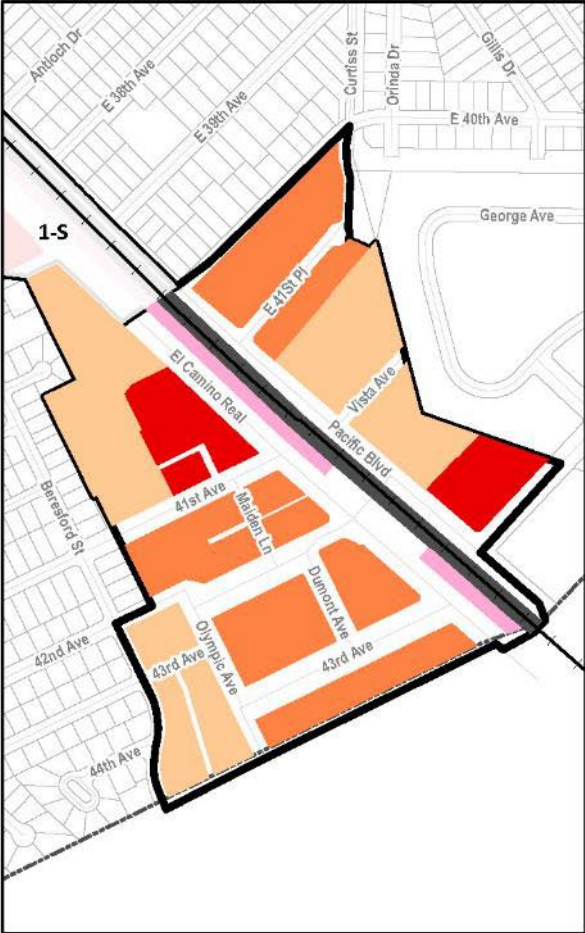 Antioch Dr
E 38th Ave
E 39th Ave
Curtiss St
Orinda Dr
Gillis Dr
E 40th Ave
George Ave
1-S
E 41St Pl
El Camino Real
Vista Ave
Pacific Blvd
Beresford St
41st Ave
Maiden Ln
Dumont Ave
42nd Ave
43rd Ave
Olympic Ave
43rd Ave
44th Ave